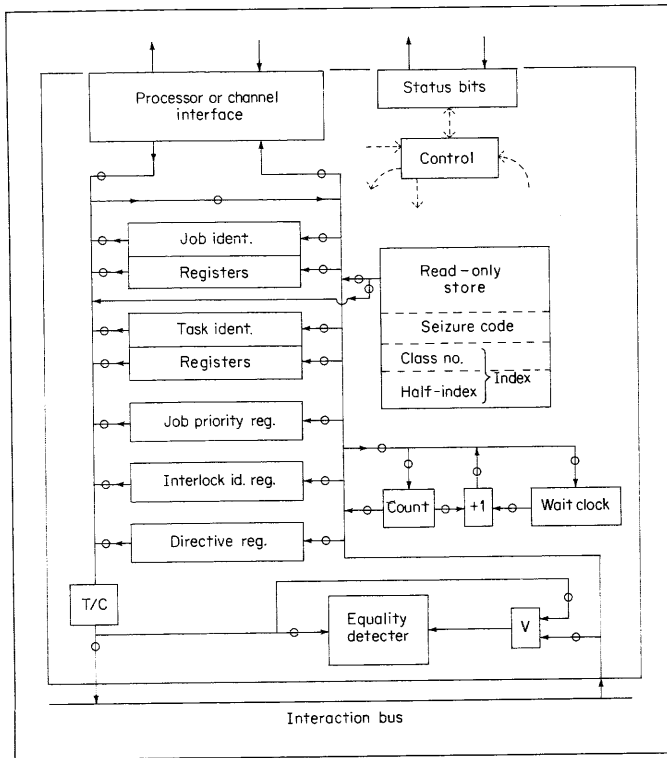 Processor or channel
interface
Status bits
Control
Job ident.
Registers
Read-only
store
Seizure code
Class no.
Half-index
Index
Task ident.
Registers
Job priority reg.
Interlock id. reg.
Directive reg.
Count
+1
Wait clock
T/C
Equality
detecter
V
Interaction bus